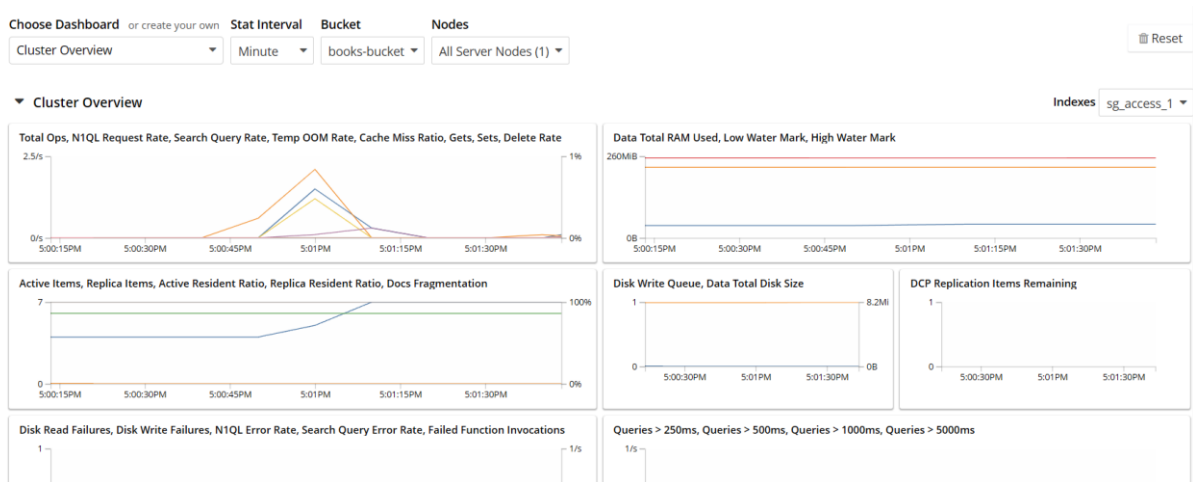 Choose Dashboard or create your own Stat Interval Bucket Nodes
Cluster Overview Minute books-bucket All Server Nodes (1) Reset
Cluster Overview Indexes sg_access_1
Total Ops, N1QL Request Rate, Search Query Rate, Temp OOM Rate, Cache Miss Ratio, Gets, Sets, Delete Rate
2.5/s 1%
0/s 0%
5:00:15PM 5:00:30PM 5:00:45PM 5:01PM 5:01:15PM 5:01:30PM
Data Total RAM Used, Low Water Mark, High Water Mark
260MiB
0B
5:00:15PM 5:00:30PM 5:00:45PM 5:01PM 5:01:15PM 5:01:30PM
Active Items, Replica Items, Active Resident Ratio, Replica Resident Ratio, Docs Fragmentation
7 100%
0 0%
5:00:15PM 5:00:30PM 5:00:45PM 5:01PM 5:01:15PM 5:01:30PM
Disk Write Queue, Data Total Disk Size
1 8.2Mi
0 0B
5:00:30PM 5:01PM 5:01:30PM
DCP Replication Items Remaining
1
0
5:00:30PM 5:01PM 5:01:30PM
Disk Read Failures, Disk Write Failures, N1QL Error Rate, Search Query Error Rate, Failed Function Invocations
1 1/s
Queries > 250ms, Queries > 500ms, Queries > 1000ms, Queries > 5000ms
1/s